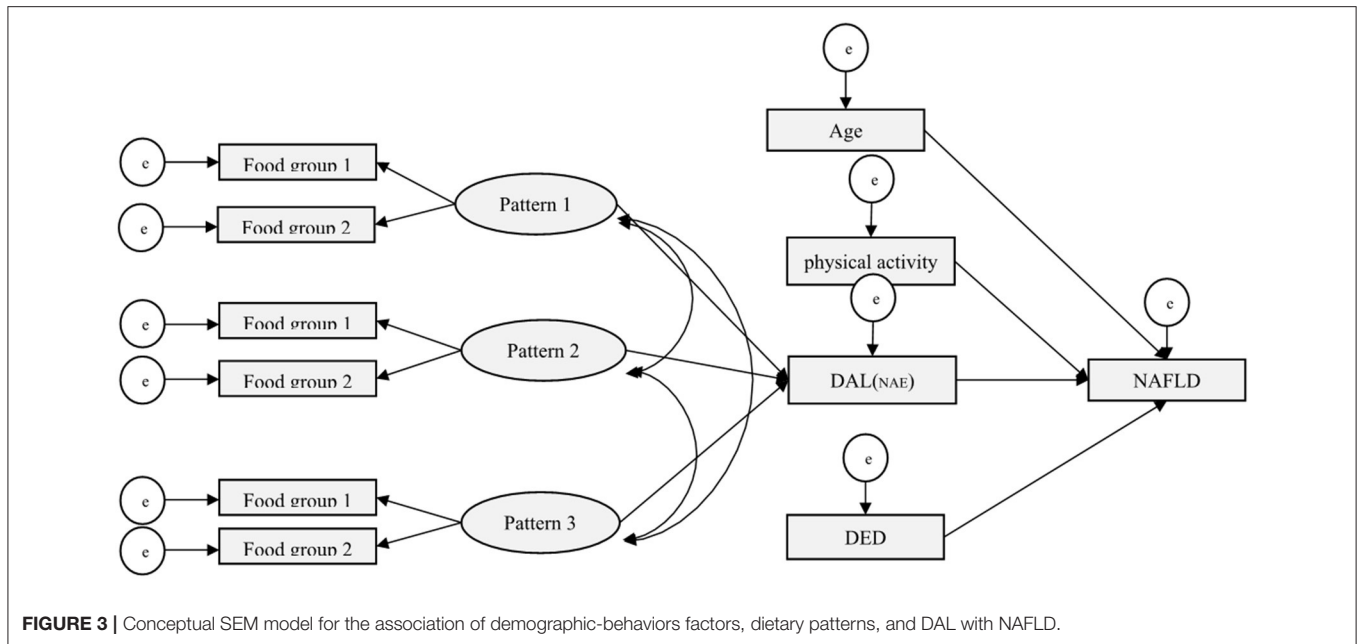 e
Age
e
Food group 1
e
Pattern 1
e
Food group 2
physical activity
e
e
e
Food group 1
Pattern 2
e
Food group 2
DAL(NAE)
NAFLD
e
e
Food group 1
Pattern 3
e
Food group 2
DED
FIGURE 3 | Conceptual SEM model for the association of demographic-behaviors factors, dietary patterns, and DAL with NAFLD.